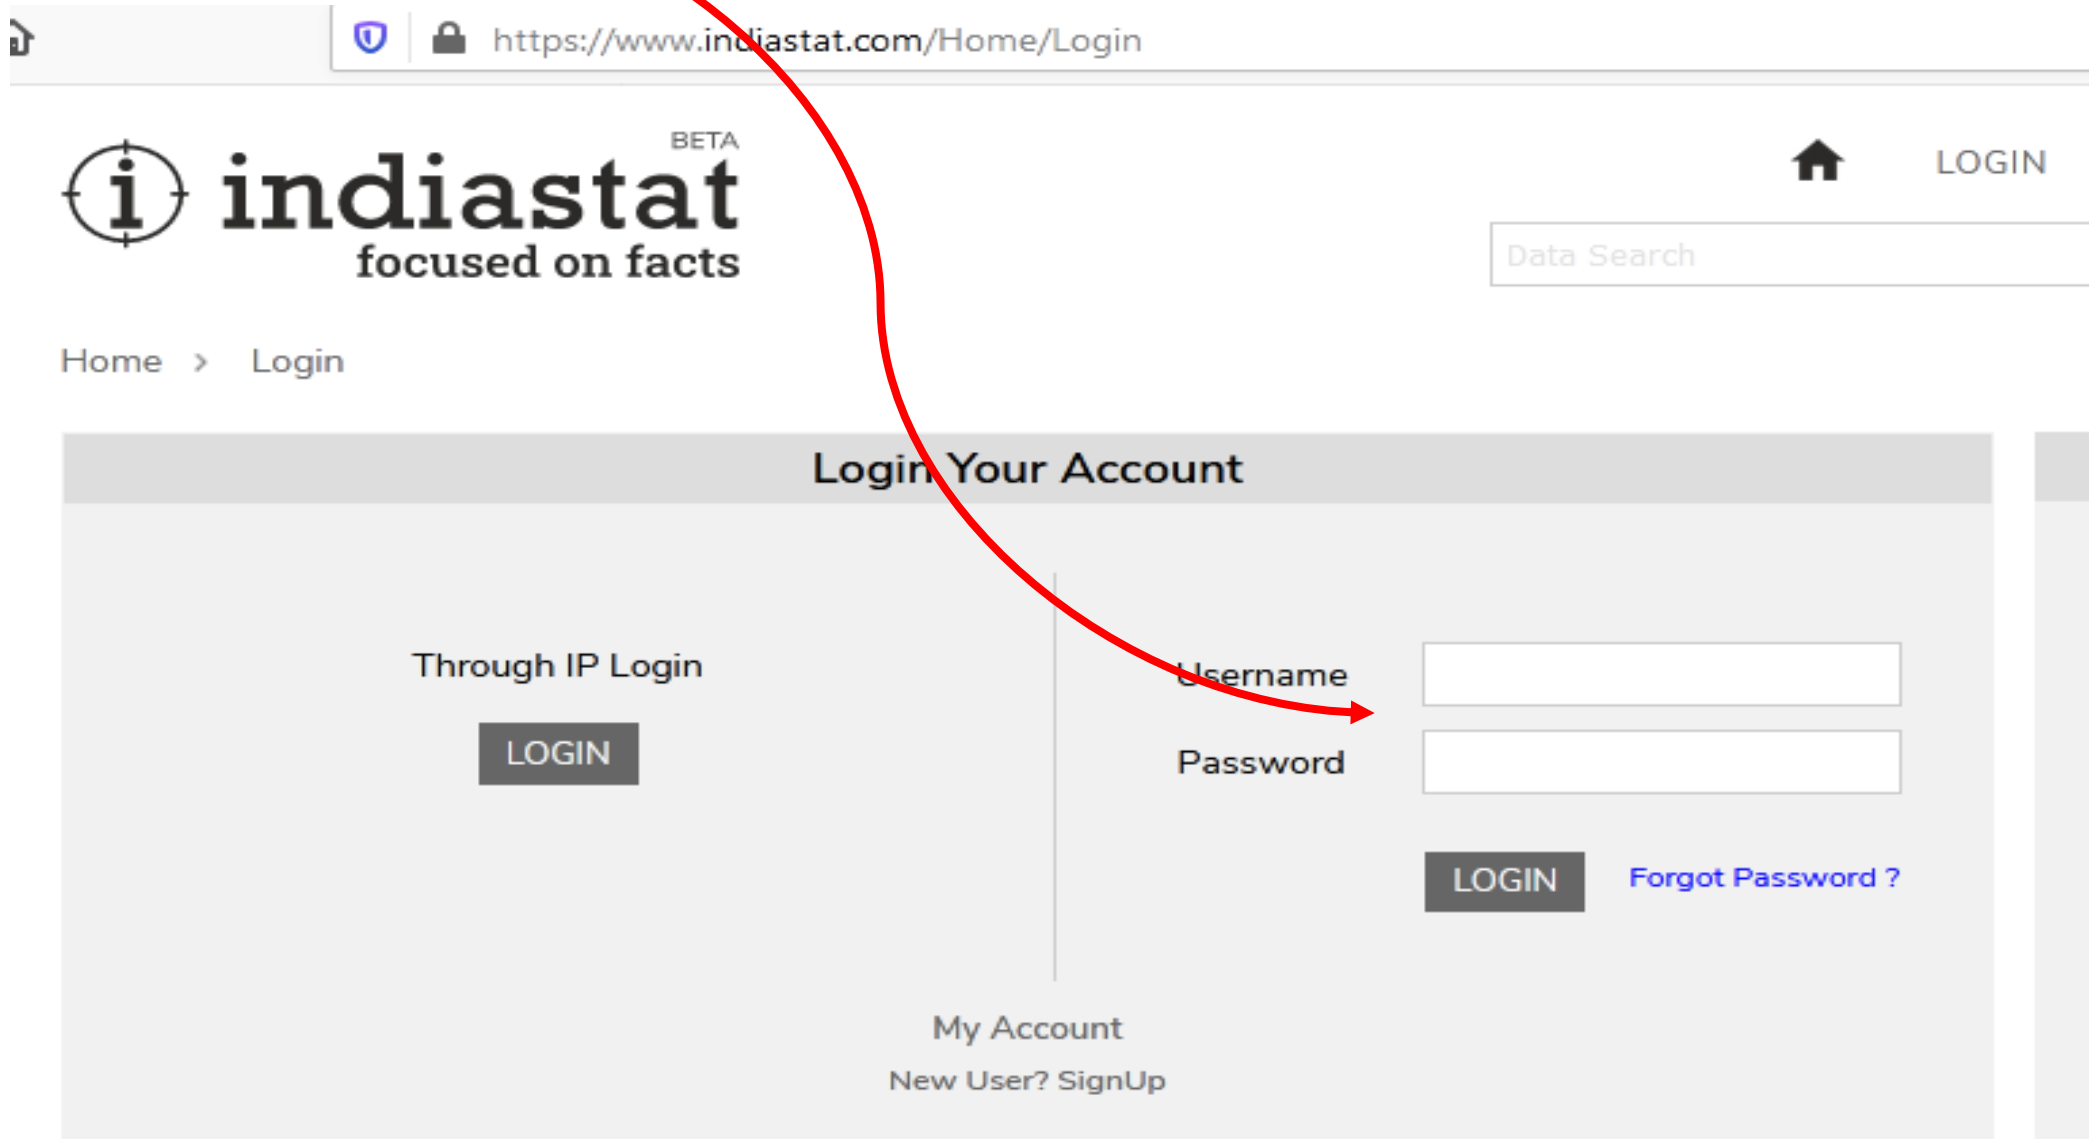 https://www.indiastat.com/Home/Login
BETA
i indiastat
focused on facts
LOGIN
Data Search
Home > Login
Login Your Account
Through IP Login
LOGIN
Username
Password
LOGIN Forgot Password ?
My Account
New User? SignUp